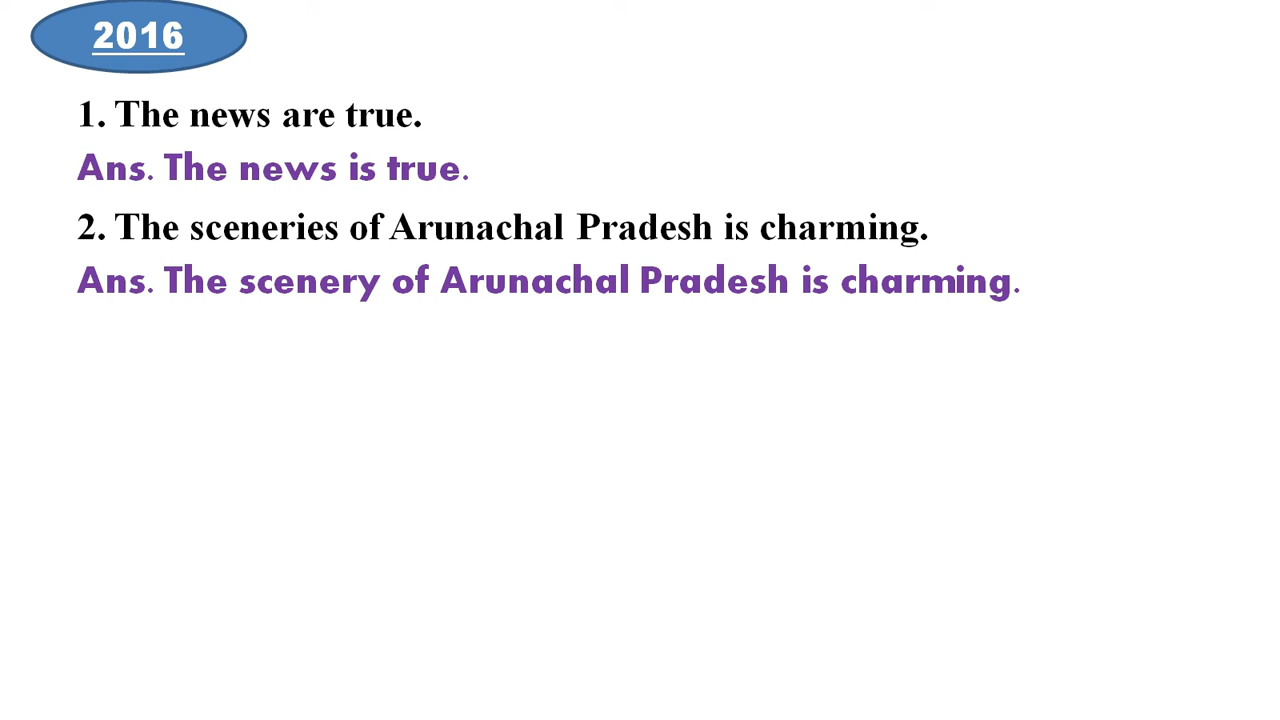 2016
1. The news are true.
Ans. The news is true.
2. The sceneries of Arunachal Pradesh is charming.
Ans. The scenery of Arunachal Pradesh is charming.